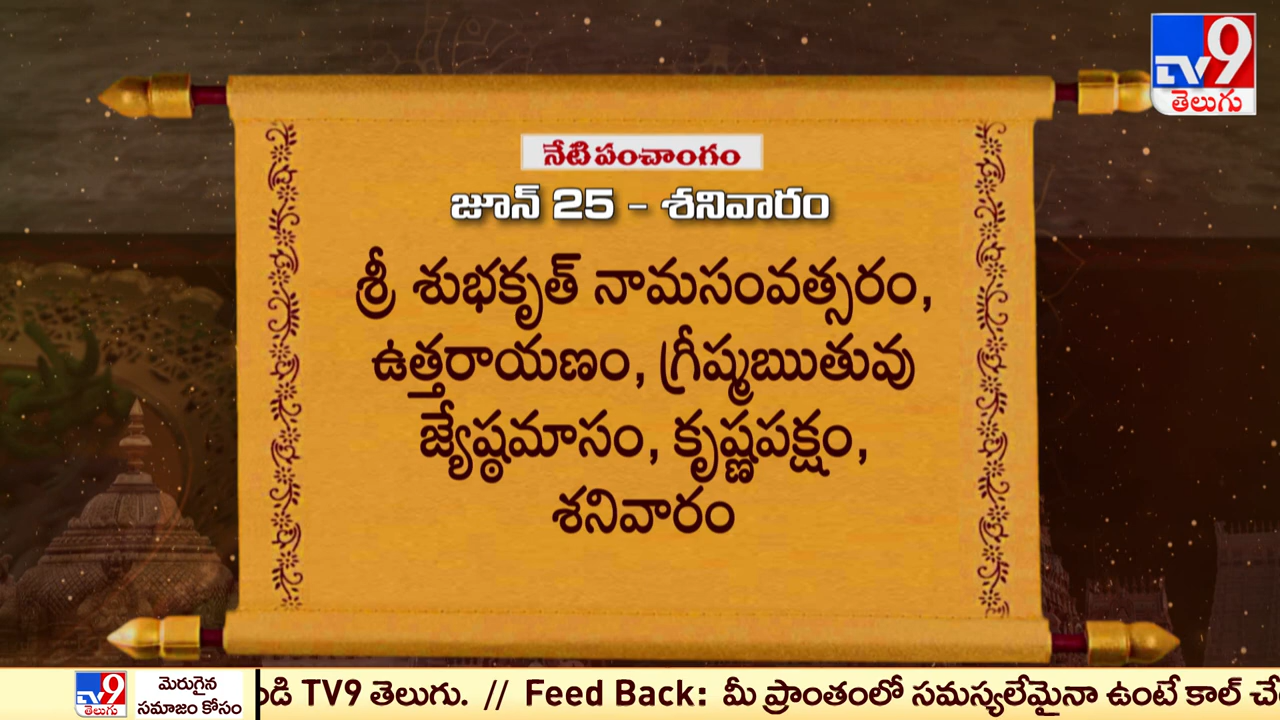 TV9
తెలుగు
నేటి పంచాంగం
జూన్ 25 - శనివారం
శ్రీ శుభకృత్ నామసంవత్సరం,
ఉత్తరాయణం, గ్రీష్మఋతువు
జ్యేష్ఠమాసం, కృష్ణపక్షం,
శనివారం
TV9
తెలుగు
మెరుగైన
సమాజం కోసం
TV9 తెలుగు. // Feed Back: మీ ప్రాంతంలో సమస్యలేమైనా ఉంటే కాల్